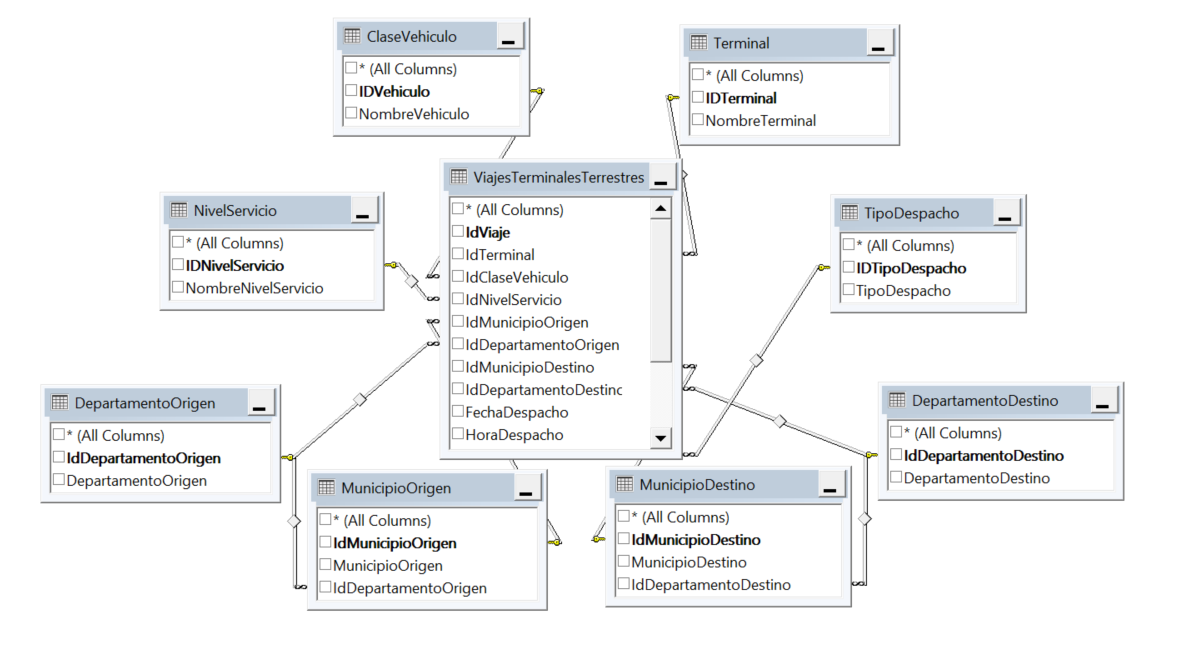 ClaseVehiculo
* (All Columns)
IDVehiculo
NombreVehiculo
Terminal
* (All Columns)
IDTerminal
NombreTerminal
NivelServicio
* (All Columns)
IDNivelServicio
NombreNivelServicio
ViajesTerminalesTerrestres
* (All Columns)
IdViaje
IdTerminal
IdClaseVehiculo
IdNivelServicio
IdMunicipioOrigen
IdDepartamentoOrigen
IdMunicipioDestino
IdDepartamentoDestinc
FechaDespacho
HoraDespacho
TipoDespacho
* (All Columns)
IDTipoDespacho
TipoDespacho
DepartamentoOrigen
* (All Columns)
IdDepartamentoOrigen
DepartamentoOrigen
MunicipioOrigen
* (All Columns)
IdMunicipioOrigen
MunicipioOrigen
IdDepartamentoOrigen
MunicipioDestino
* (All Columns)
IdMunicipioDestino
MunicipioDestino
IdDepartamentoDestino
DepartamentoDestino
* (All Columns)
IdDepartamentoDestino
DepartamentoDestino